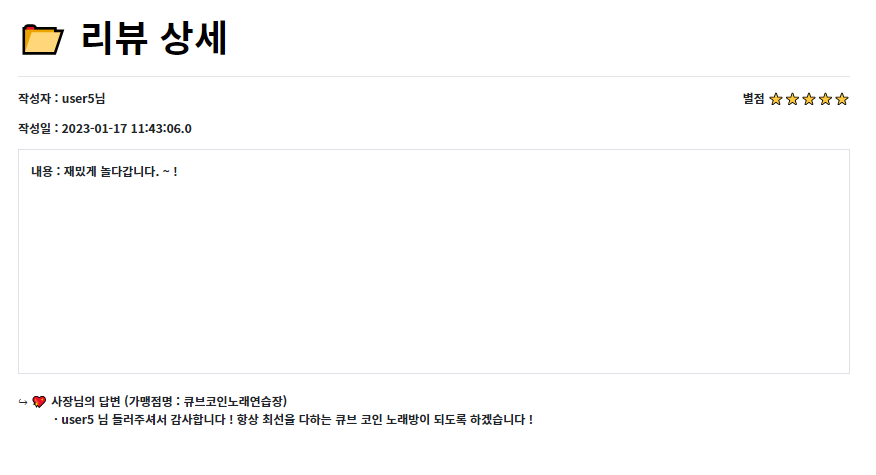 리뷰 상세
작성자 : user5님
별점
작성일 : 2023-01-17 11:43:06.0
내용 : 재밌게 놀다갑니다. ~ !
사장님의 답변 (가맹점명 : 큐브코인노래연습장)
· user5 님 들러주셔서 감사합니다 ! 항상 최선을 다하는 큐브 코인 노래방이 되도록 하겠습니다 !